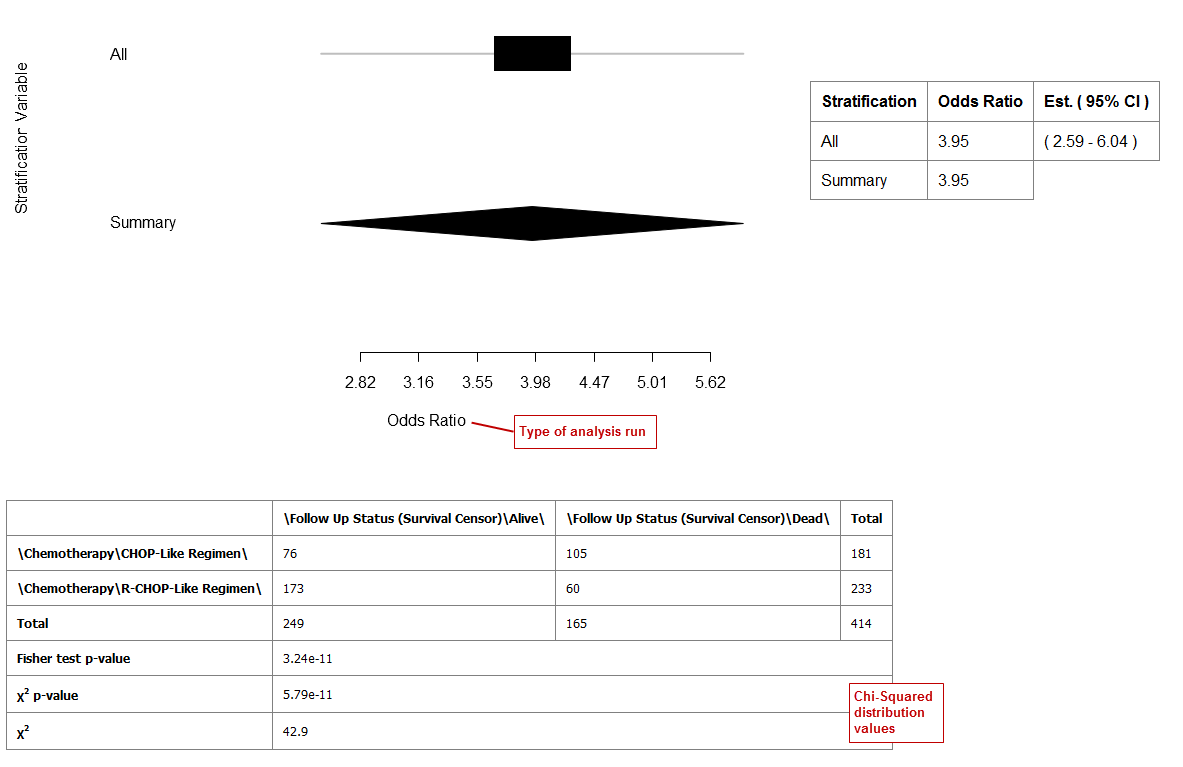 Stratification Variable
All
Summary
Stratification Odds Ratio Est. ( 95% CI )
All 3.95 ( 2.59 - 6.04 )
Summary 3.95
2.82 3.16 3.55 3.98 4.47 5.01 5.62
Odds Ratio
Type of analysis run
\Follow Up Status (Survival Censor)\Alive\ \Follow Up Status (Survival Censor)\Dead\ Total
\Chemotherapy\CHOP-Like Regimen\ 76 105 181
\Chemotherapy\R-CHOP-Like Regimen\ 173 60 233
Total 249 165 414
Fisher test p-value 3.24e-11
χ² p-value 5.79e-11
χ² 42.9
Chi-Squared
distribution
values